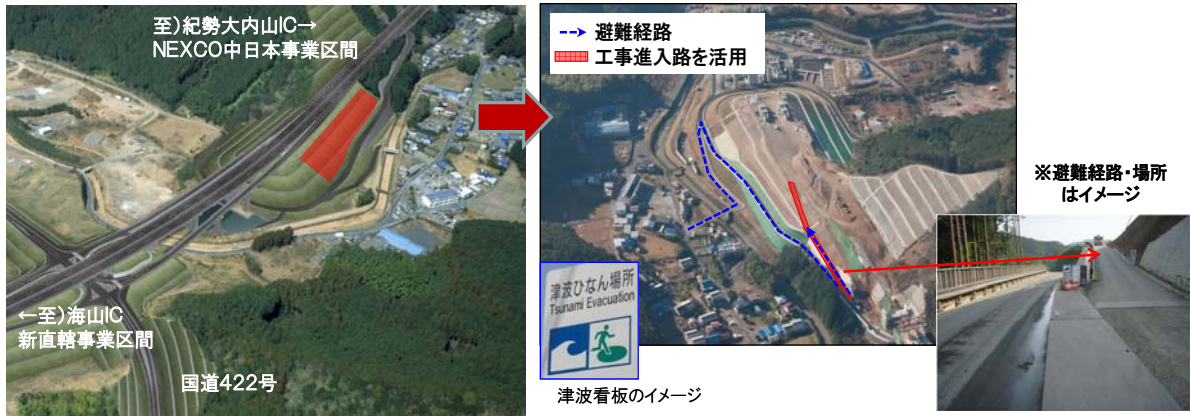 至)紀勢大内山IC→
NEXCO中日本事業区間
←至)海山IC
新直轄事業区間
国道422号
避難経路
工事進入路を活用
津波ひなん場所
Tsunami Evacuation
津波看板のイメージ
※避難経路・場所
はイメージ